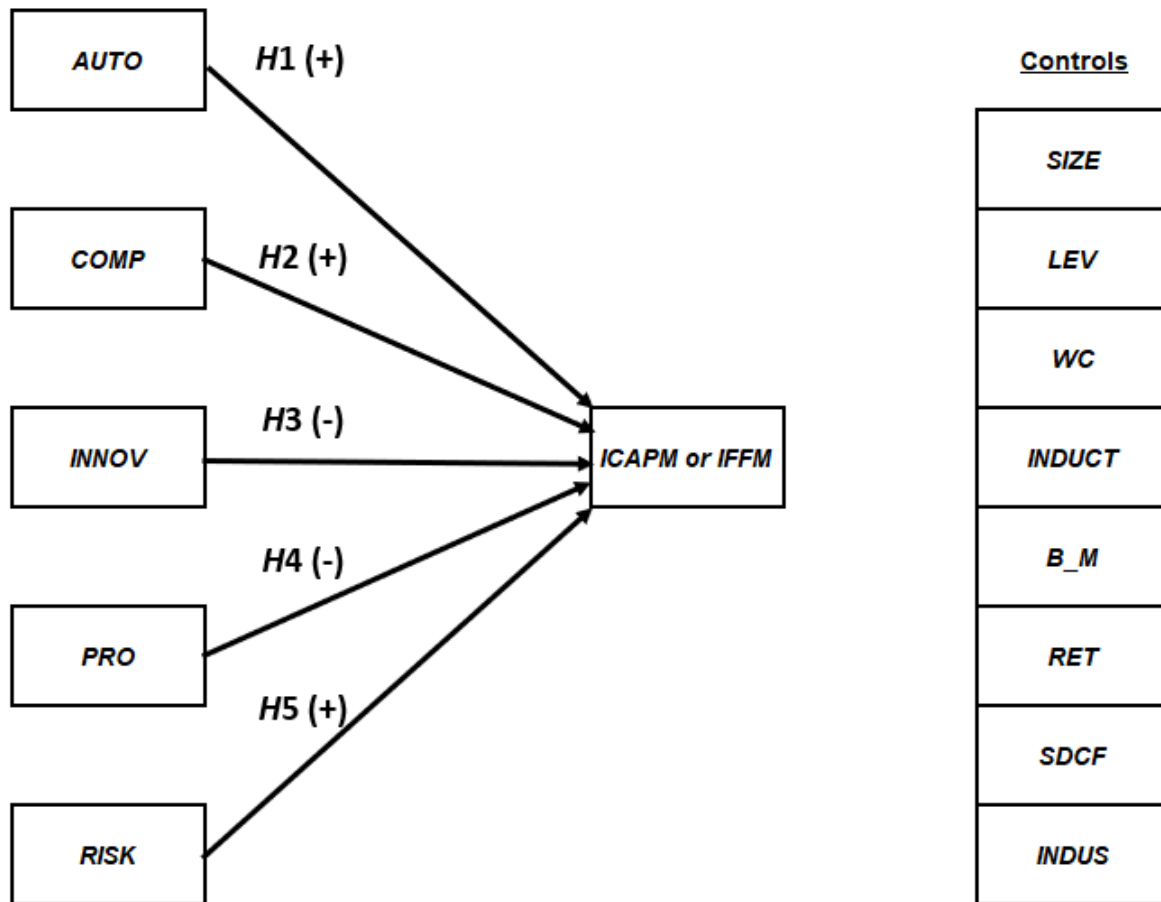 AUTO
H1 (+)
COMP
H2 (+)
INNOV
H3 (-)
PRO
H4 (-)
RISK
H5 (+)
ICAPM or IFFM
Controls
SIZE
LEV
WC
INDUCT
B_M
RET
SDCF
INDUS